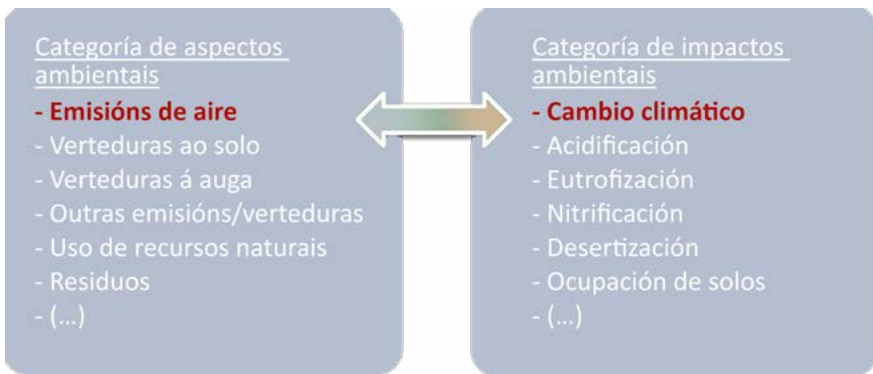 Categoría de aspectos
ambientais
- Emisións de aire
- Verteduras ao solo
- Verteduras á auga
- Outras emisións/verteduras
- Uso de recursos naturais
- Residuos
- (...)
Categoría de impactos
ambientais
- Cambio climático
- Acidificación
- Eutrofización
- Nitrificación
- Desertización
- Ocupación de solos
- (...)